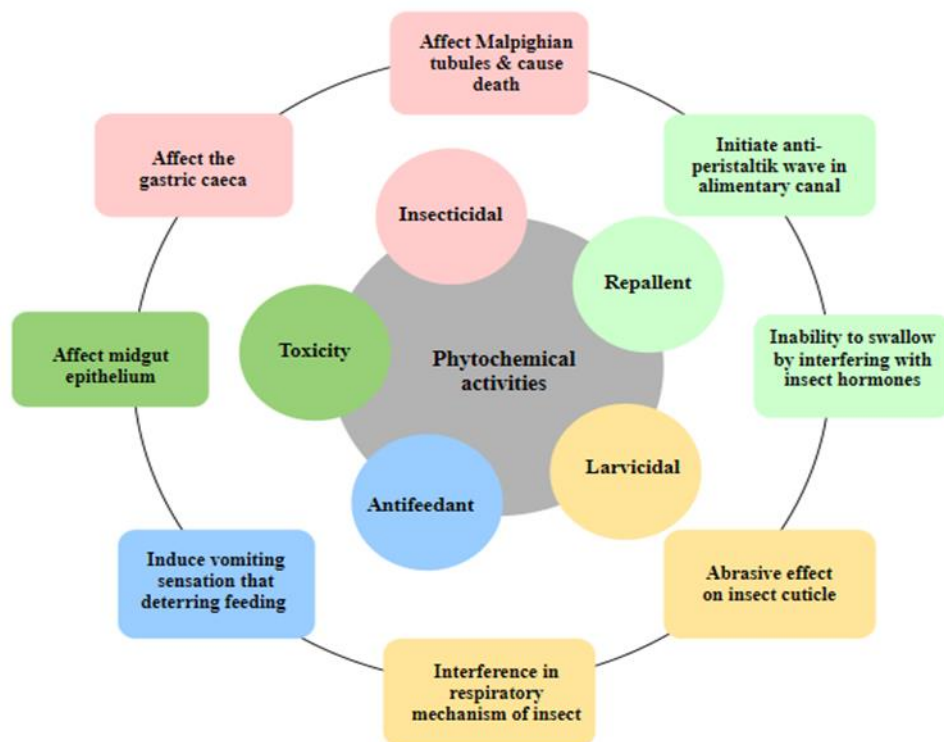 Affect Malpighian
tubules & cause
death
Initiate anti-
peristaltik wave in
alimentary canal
Affect the
gastric caeca
Insecticidal
Repallent
Inability to swallow
by interfering with
insect hormones
Affect midgut
epithelium
Toxicity
Phytochemical
activities
Larvicidal
Antifeedant
Induce vomiting
sensation that
deterring feeding
Abrasive effect
on insect cuticle
Interference in
respiratory
mechanism of insect